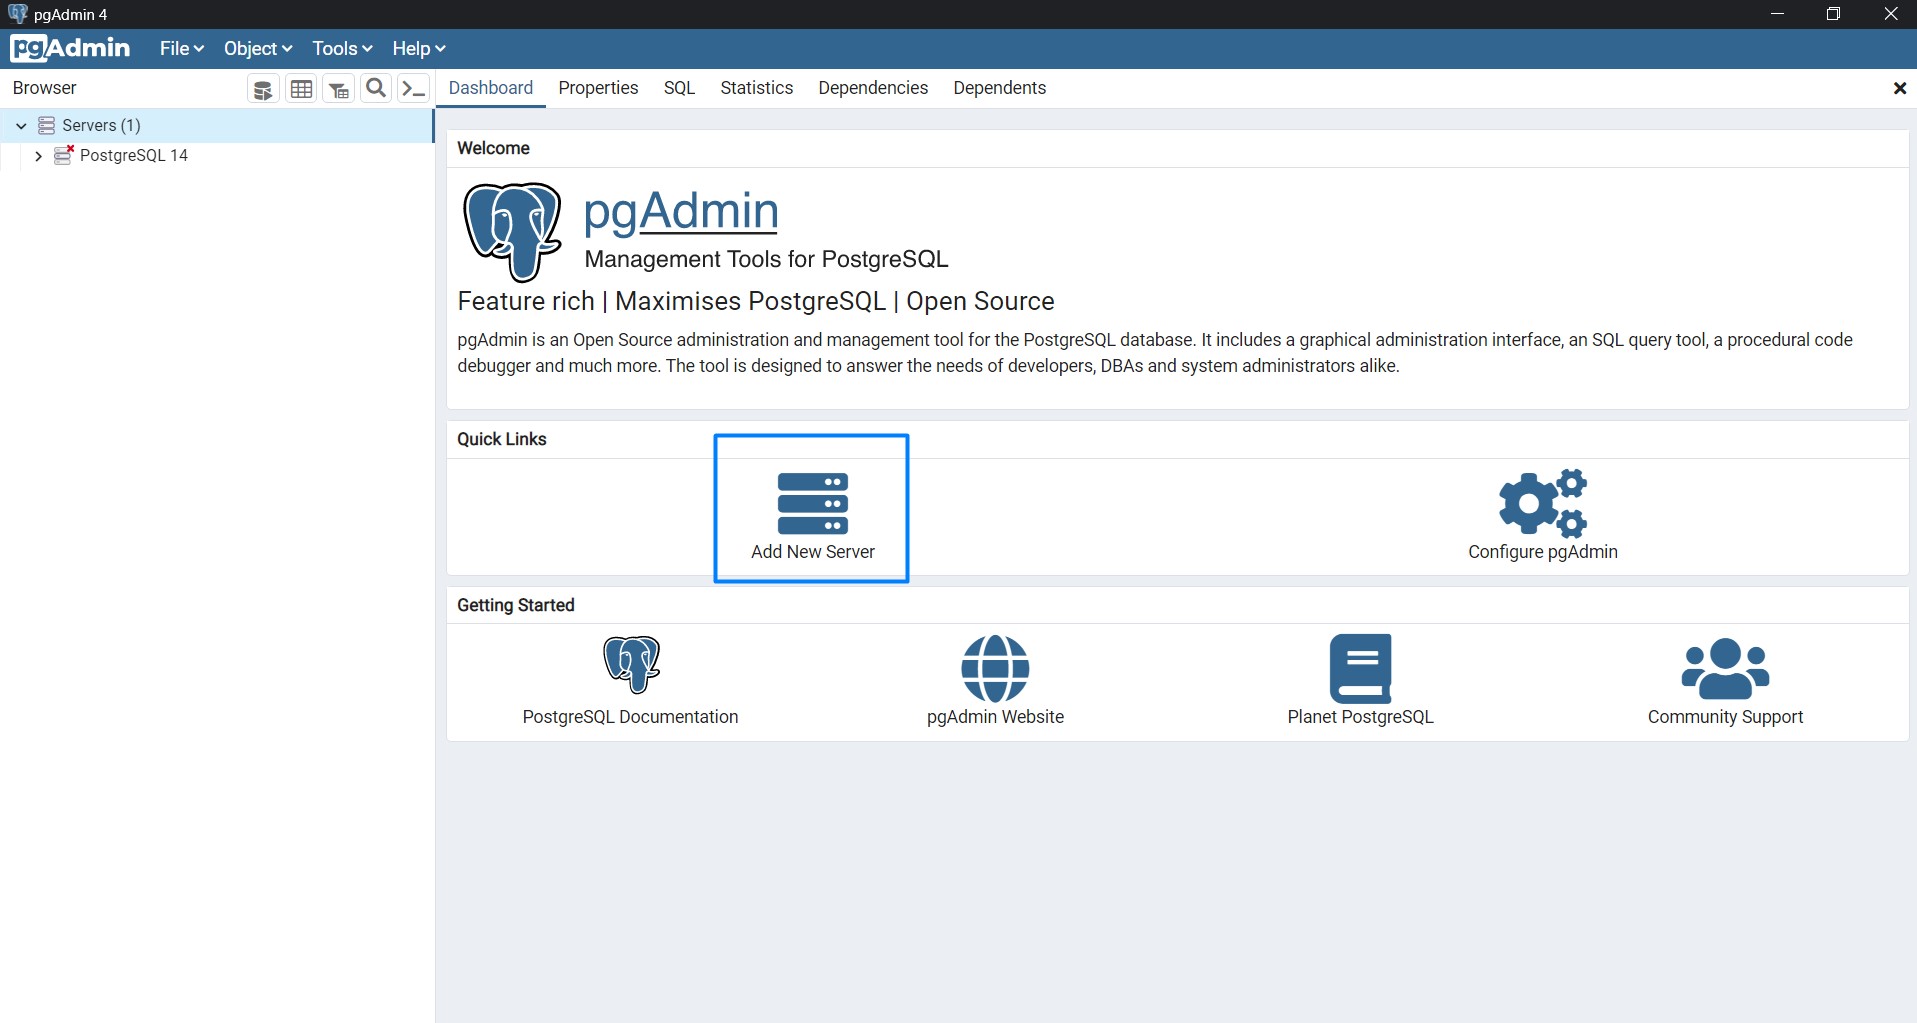 pgAdmin 4
pgAdmin File Object Tools Help
Browser
Dashboard Properties SQL Statistics Dependencies Dependents
Servers (1)
PostgreSQL 14
Welcome
pgAdmin
Management Tools for PostgreSQL
Feature rich | Maximises PostgreSQL | Open Source
pgAdmin is an Open Source administration and management tool for the PostgreSQL database. It includes a graphical administration interface, an SQL query tool, a procedural code
debugger and much more. The tool is designed to answer the needs of developers, DBAs and system administrators alike.
Quick Links
Add New Server
Configure pgAdmin
Getting Started
PostgreSQL Documentation
pgAdmin Website
Planet PostgreSQL
Community Support